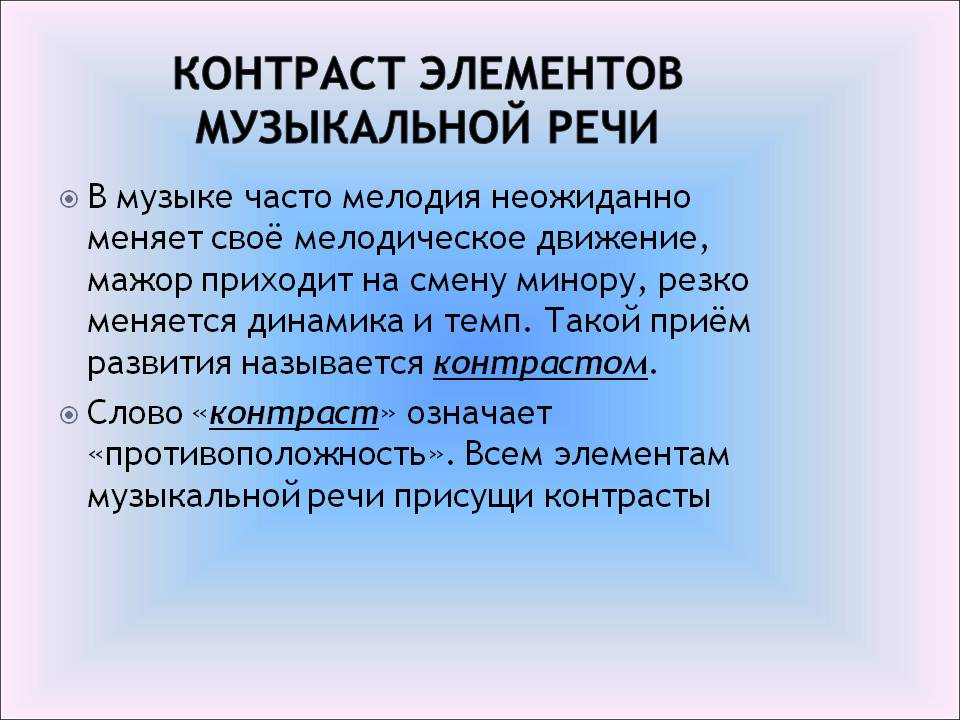 КОНТРАСТ ЭЛЕМЕНТОВ
МУЗЫКАЛЬНОЙ РЕЧИ
В музыке часто мелодия неожиданно
меняет своё мелодическое движение,
мажор приходит на смену минору, резко
меняется динамика и темп. Такой приём
развития называется контрастом.
Слово «контраст» означает
«противоположность». Всем элементам
музыкальной речи присущи контрасты